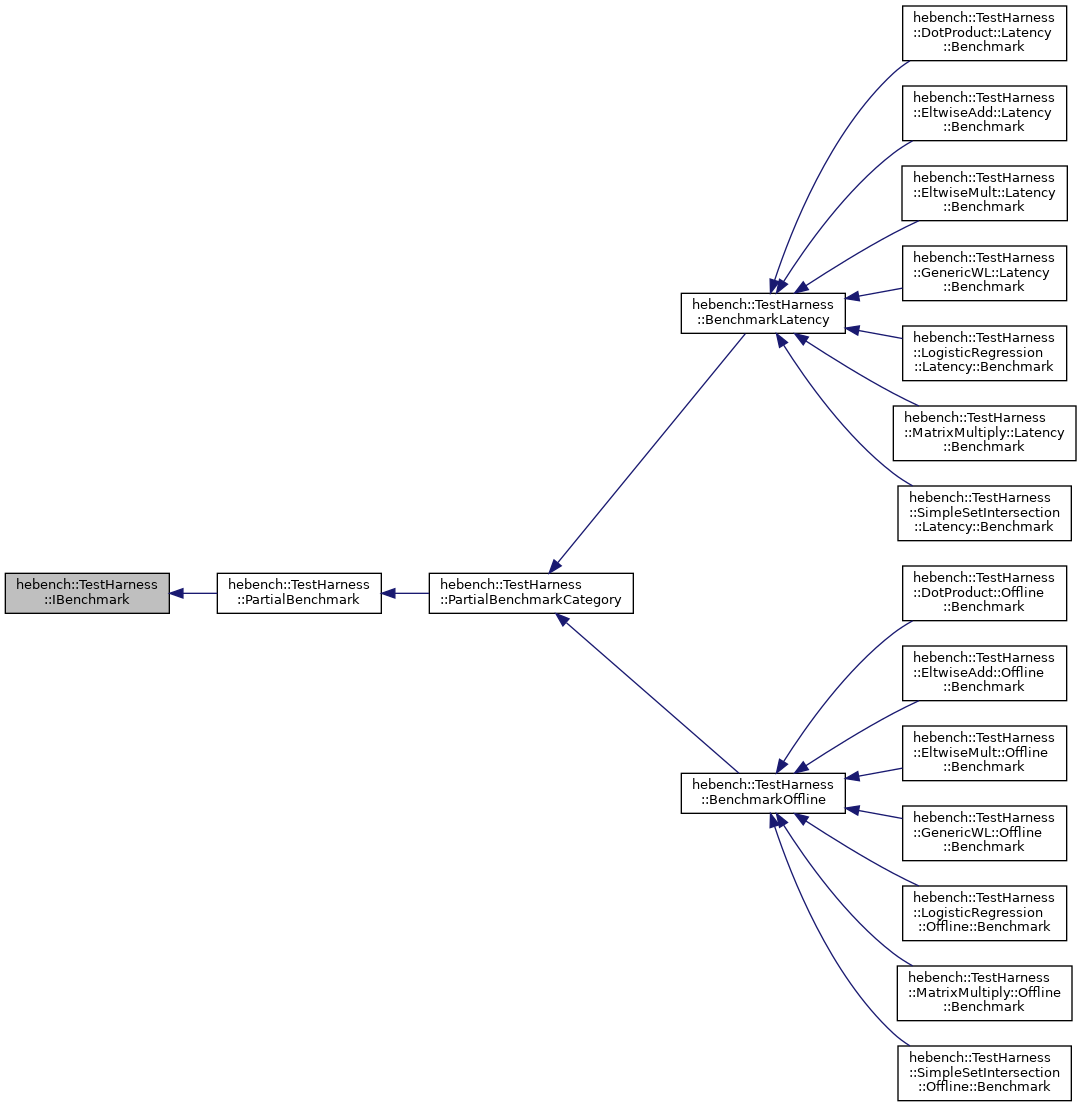 hebench::TestHarness
::DotProduct::Latency
::Benchmark
hebench::TestHarness
::EltwiseAdd::Latency
::Benchmark
hebench::TestHarness
::EltwiseMult::Latency
::Benchmark
hebench::TestHarness
::GenericWL::Latency
::Benchmark
hebench::TestHarness
::BenchmarkLatency
hebench::TestHarness
::LogisticRegression
::Latency::Benchmark
hebench::TestHarness
::MatrixMultiply::Latency
::Benchmark
hebench::TestHarness
::SimpleSetIntersection
::Latency::Benchmark
hebench::TestHarness
::IBenchmark
hebench::TestHarness
::PartialBenchmark
hebench::TestHarness
::PartialBenchmarkCategory
hebench::TestHarness
::DotProduct::Offline
::Benchmark
hebench::TestHarness
::EltwiseAdd::Offline
::Benchmark
hebench::TestHarness
::EltwiseMult::Offline
::Benchmark
hebench::TestHarness
::BenchmarkOffline
hebench::TestHarness
::GenericWL::Offline
::Benchmark
hebench::TestHarness
::LogisticRegression
::Offline::Benchmark
hebench::TestHarness
::MatrixMultiply::Offline
::Benchmark
hebench::TestHarness
::SimpleSetIntersection
::Offline::Benchmark